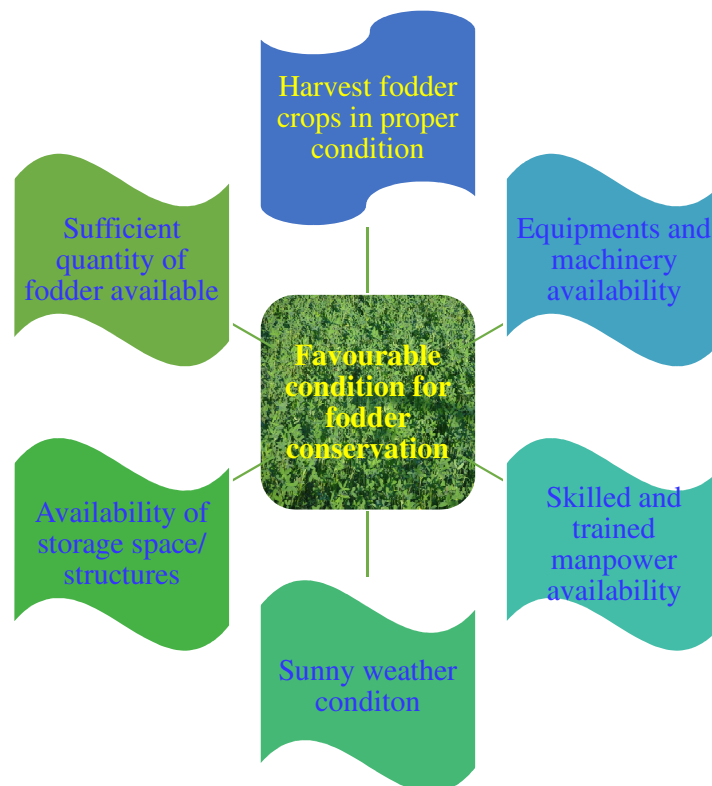 Harvest fodder
crops in proper
condition
Sufficient
quantity of
fodder available
Equipments and
machinery
availability
Favourable
condition for
fodder
conservation
Availability of
storage space/
structures
Skilled and
trained
manpower
availability
Sunny weather
conditon